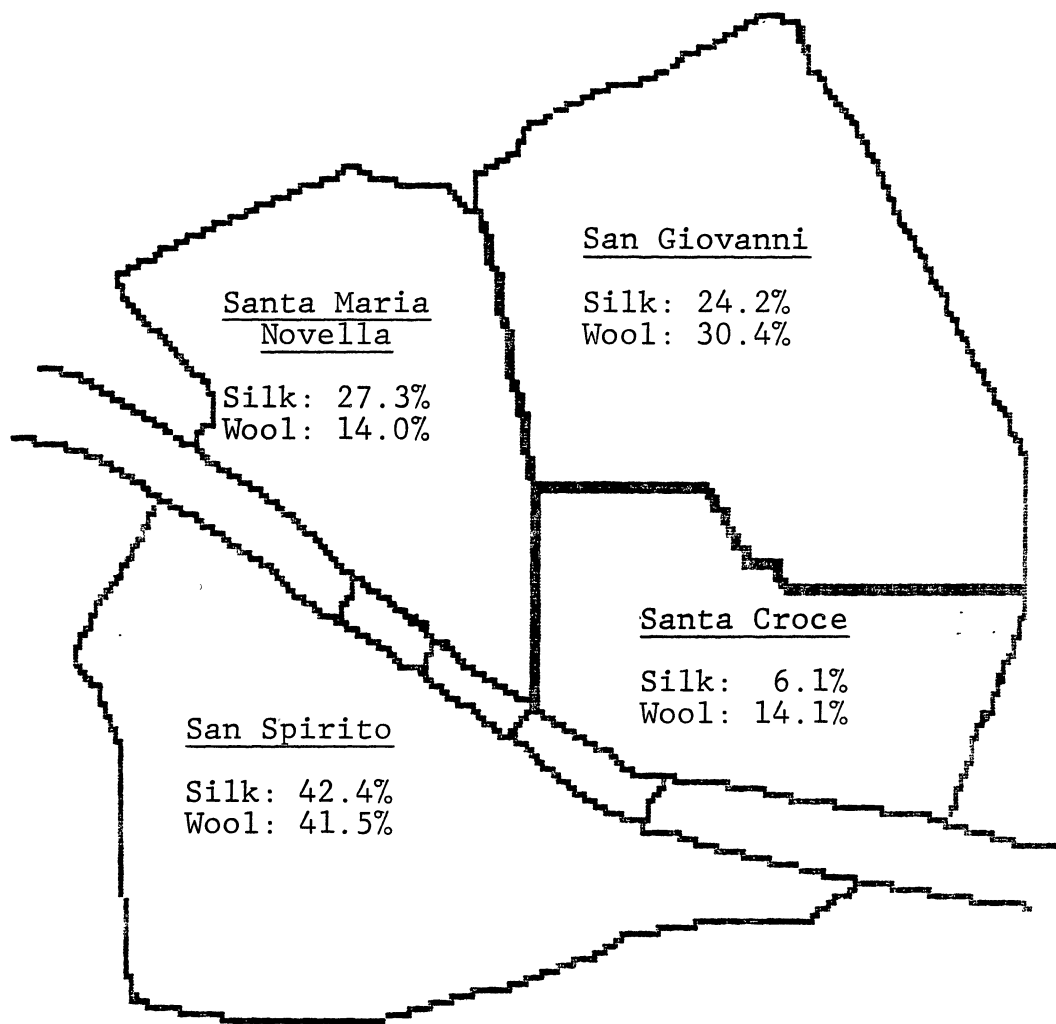 San Giovanni
Silk: 24.2%
Wool: 30.4%
Santa Maria
Novella
Silk: 27.3%
Wool: 14.0%
Santa Croce
Silk: 6.1%
Wool: 14.1%
San Spirito
Silk: 42.4%
Wool: 41.5%